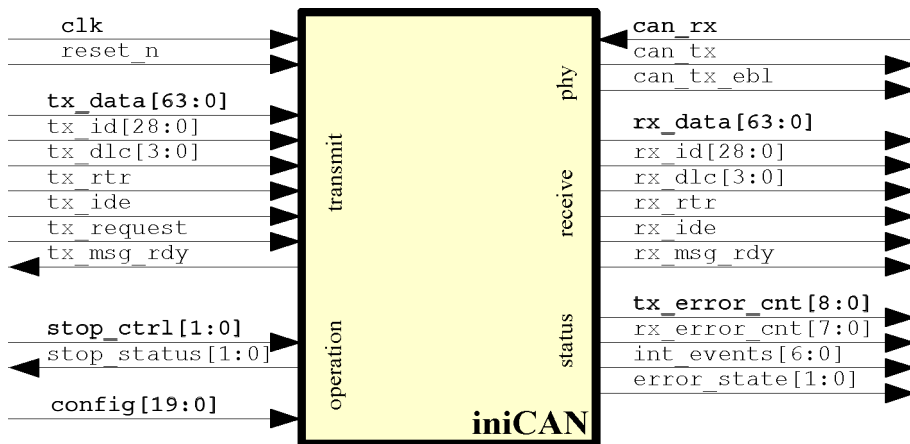 clk
reset_n
tx_data[63:0]
tx_id[28:0]
tx_dlc[3:0]
tx_rtr
tx_ide
tx_request
tx_msg_rdy
stop_ctrl[1:0]
stop_status[1:0]
config[19:0]
transmit
operation
phy
receive
status
iniCAN
can_rx
can_tx
can_tx_ebl
rx_data[63:0]
rx_id[28:0]
rx_dlc[3:0]
rx_rtr
rx_ide
rx_msg_rdy
tx_error_cnt[8:0]
rx_error_cnt[7:0]
int_events[6:0]
error_state[1:0]